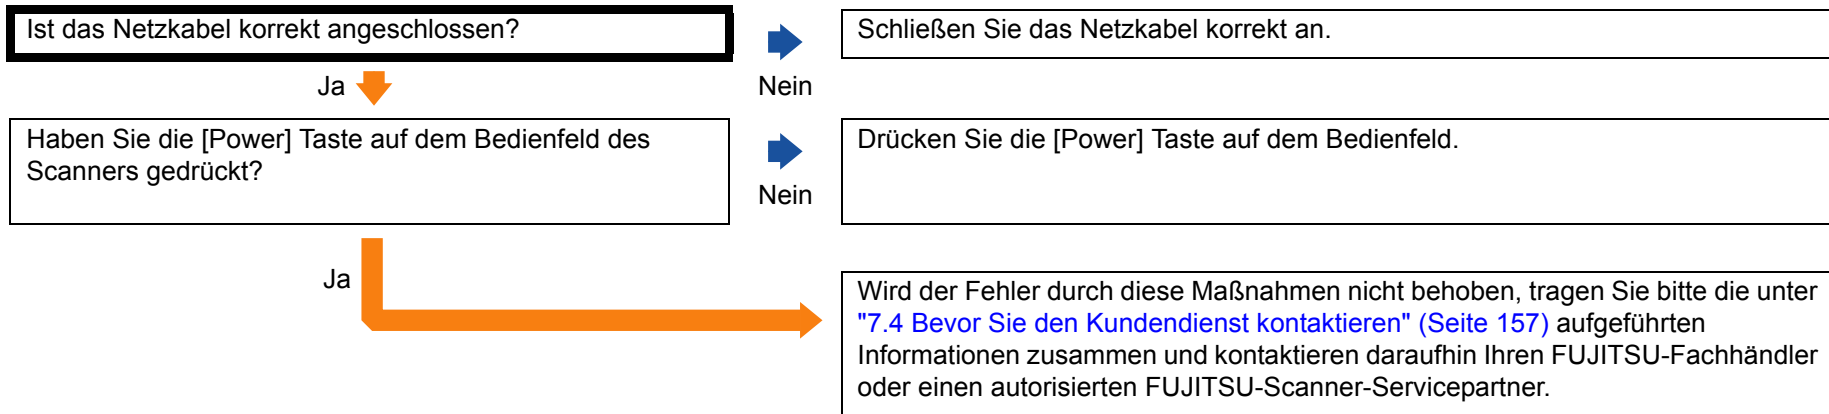 Ist das Netzkabel korrekt angeschlossen?
Schließen Sie das Netzkabel korrekt an.
Ja
Nein
Haben Sie die [Power] Taste auf dem Bedienfeld des
Scanners gedrückt?
Drücken Sie die [Power] Taste auf dem Bedienfeld.
Nein
Ja
Wird der Fehler durch diese Maßnahmen nicht behoben, tragen Sie bitte die unter
"7.4 Bevor Sie den Kundendienst kontaktieren" (Seite 157) aufgeführten
Informationen zusammen und kontaktieren daraufhin Ihren FUJITSU-Fachhändler
oder einen autorisierten FUJITSU-Scanner-Servicepartner.